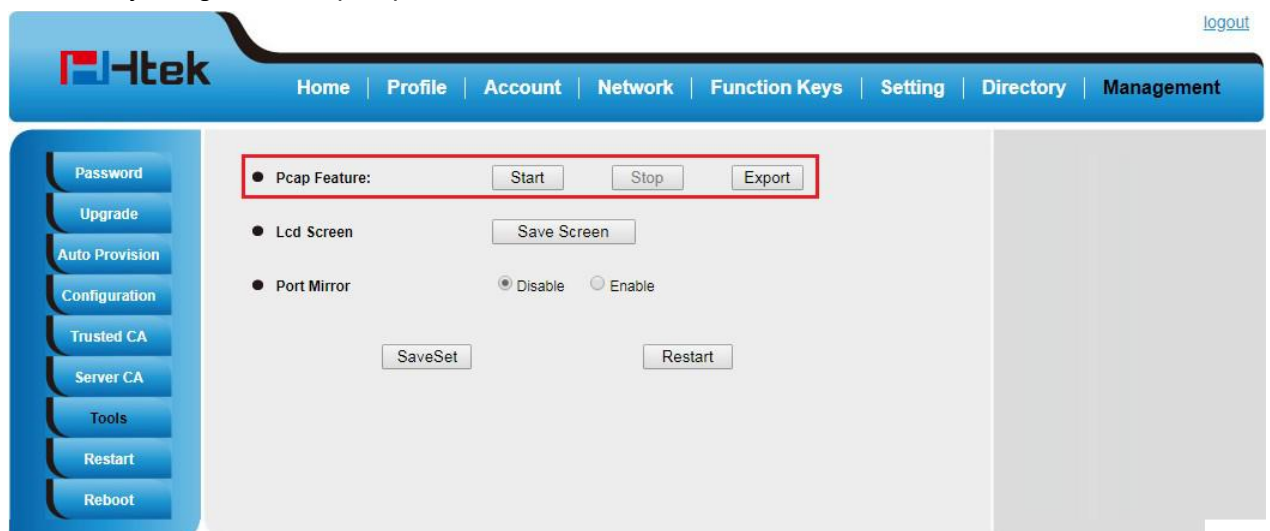 logout
Htek
Home | Profile | Account | Network | Function Keys | Setting | Directory | Management
Password
Upgrade
Auto Provision
Configuration
Trusted CA
Server CA
Tools
Restart
Reboot
Pcap Feature: Start Stop Export
Lcd Screen Save Screen
Port Mirror Disable Enable
SaveSet Restart